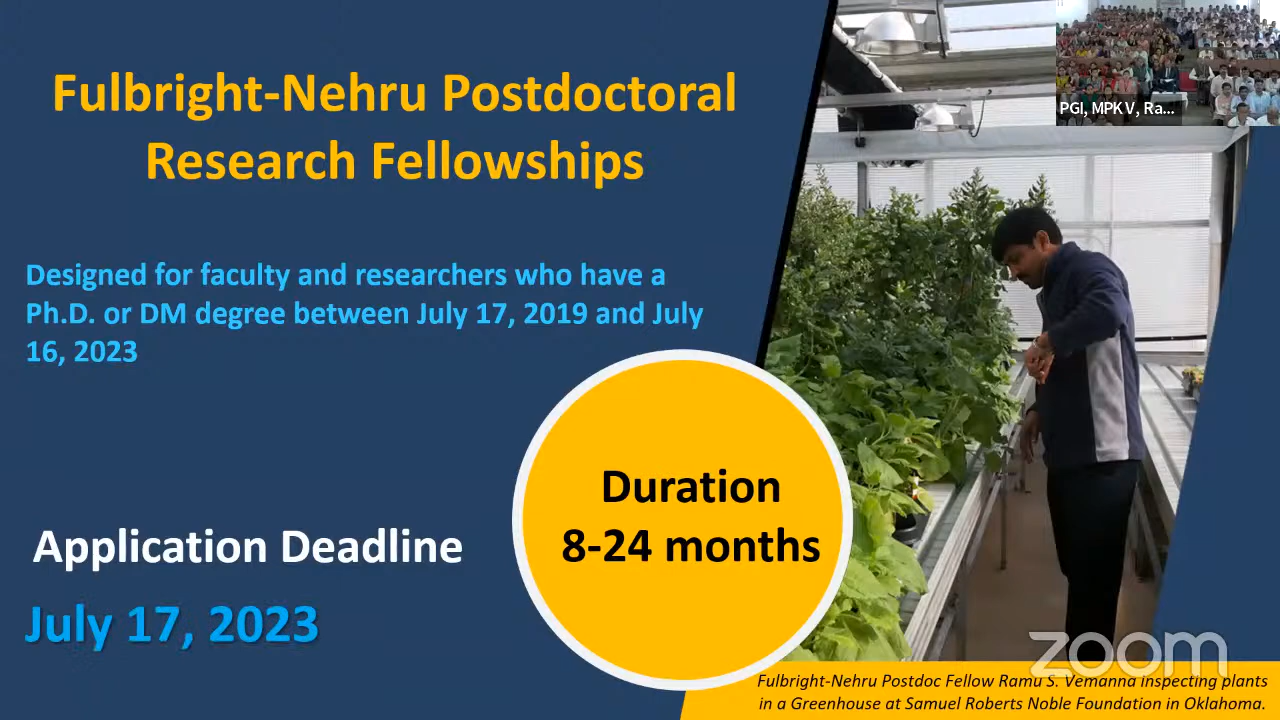 Fulbright-Nehru Postdoctoral
Research Fellowships
PGI, MPKV, Ra...
Designed for faculty and researchers who have a
Ph.D. or DM degree between July 17, 2019 and July
16, 2023
Duration
8-24 months
Application Deadline
July 17, 2023
zoom
Fulbright-Nehru Postdoc Fellow Ramu S. Vemanna inspecting plants
in a Greenhouse at Samuel Roberts Noble Foundation in Oklahoma.